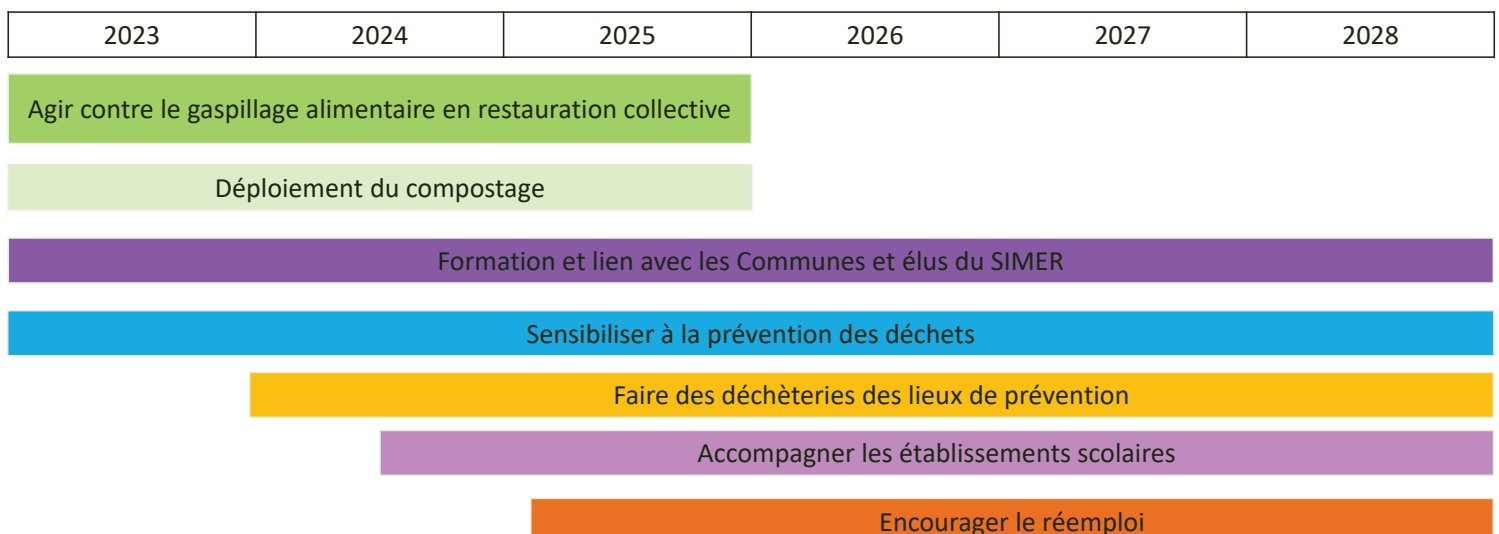 2023 2024 2025 2026 2027 2028
Agir contre le gaspillage alimentaire en restauration collective
Déploiement du compostage
Formation et lien avec les Communes et élus du SIMER
Sensibiliser à la prévention des déchets
Faire des déchèteries des lieux de prévention
Accompagner les établissements scolaires
Encourager le réemploi